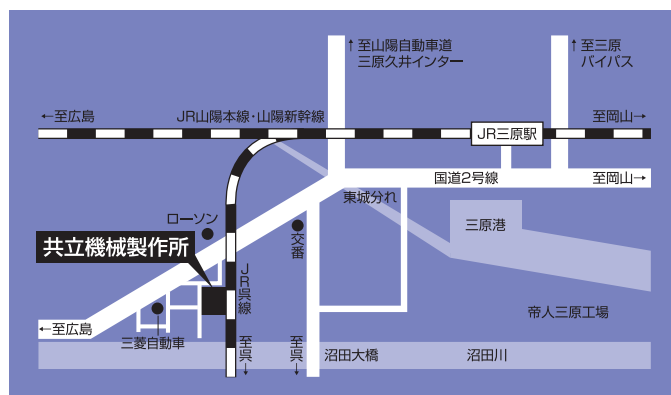 ↑至山陽自動車道
三原久井インター
↑至三原
バイパス
←至広島
JR山陽本線・山陽新幹線
至岡山→
JR三原駅
国道2号線
至岡山→
東城分れ
ローソン
三原港
交番
共立機械製作所
JR呉線
帝人三原工場
←至広島
三菱自動車
至呉→
至呉→
沼田大橋
沼田川